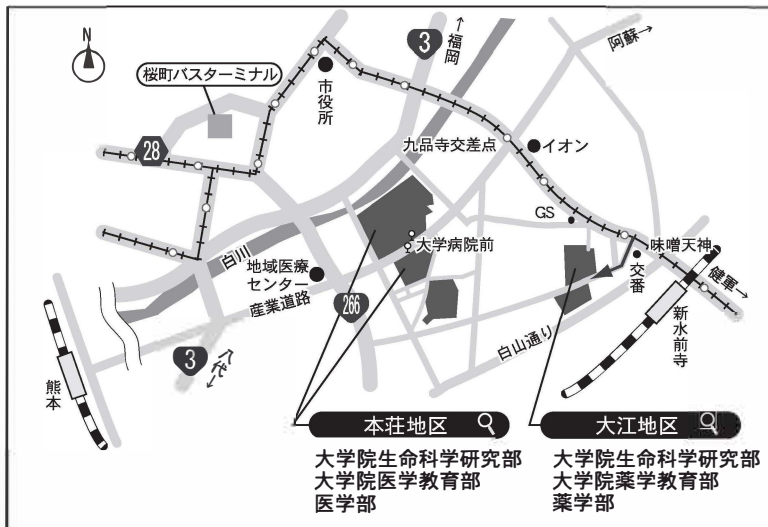 N
3
←福岡
阿蘇→
桜町バスターミナル
市役所
28
九品寺交差点
イオン
GS
大学病院前
味噌天神
交番
健軍→
白川
地域医療
センター
産業道路
266
白山通り
新水前寺
3
八代←
熊本
本荘地区
大学院生命科学研究部
大学院医学教育部
医学部
大江地区
大学院生命科学研究部
大学院薬学教育部
薬学部